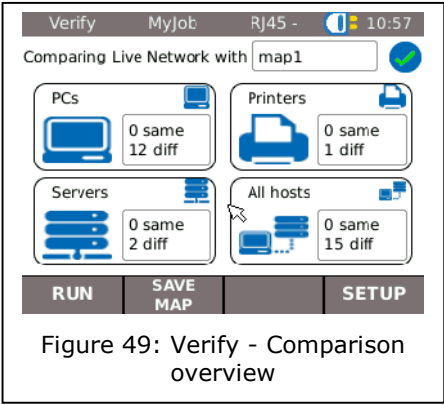 Verify MyJob RJ45 - 10:57
Comparing Live Network with map1
PCs
0 same
12 diff
Printers
0 same
1 diff
Servers
0 same
2 diff
All hosts
0 same
15 diff
RUN SAVE MAP SETUP
Figure 49: Verify - Comparison
overview